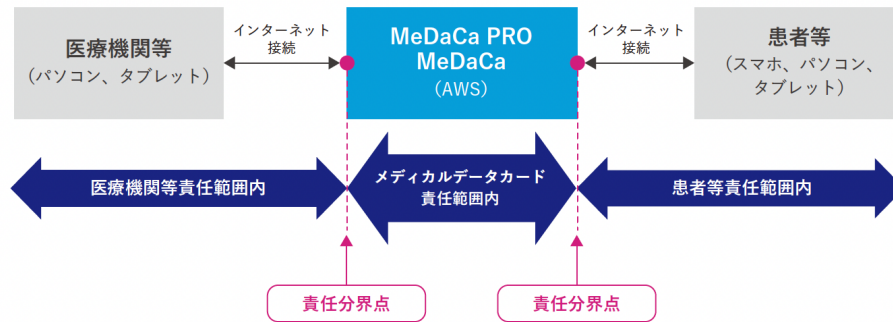 医療機関等
（パソコン、タブレット）
インターネット
接続
MeDaCa PRO
MeDaCa
（AWS）
インターネット
接続
患者等
（スマホ、パソコン、
タブレット）
医療機関等責任範囲内
メディカルデータカード
責任範囲内
患者等責任範囲内
責任分界点
責任分界点